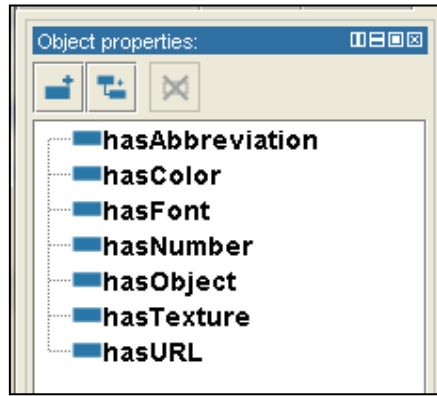 Object properties:
hasAbbreviation
hasColor
hasFont
hasNumber
hasObject
hasTexture
hasURL